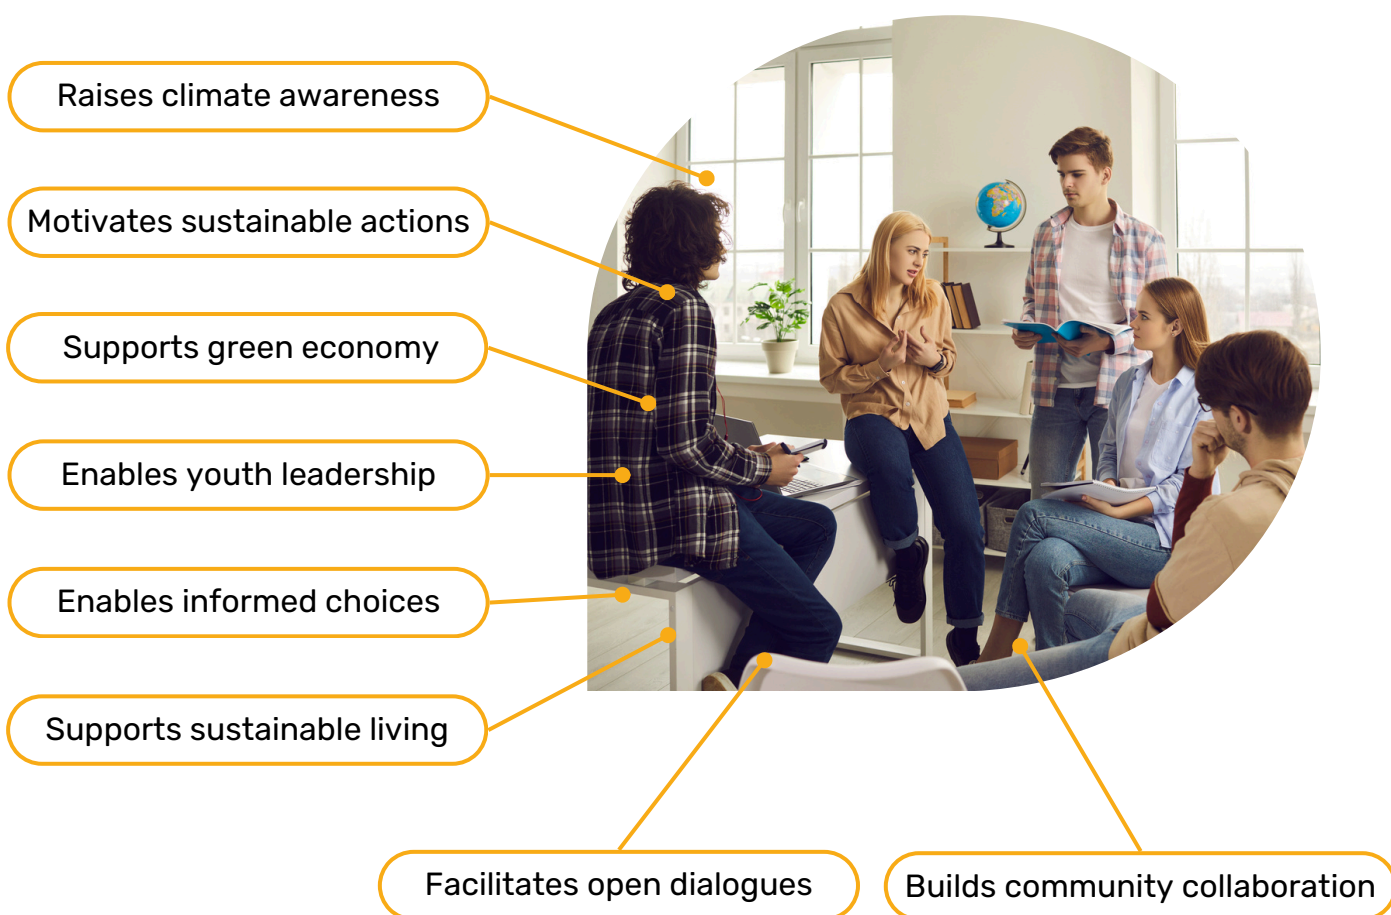 Raises climate awareness
Motivates sustainable actions
Supports green economy
Enables youth leadership
Enables informed choices
Supports sustainable living
Facilitates open dialogues
Builds community collaboration